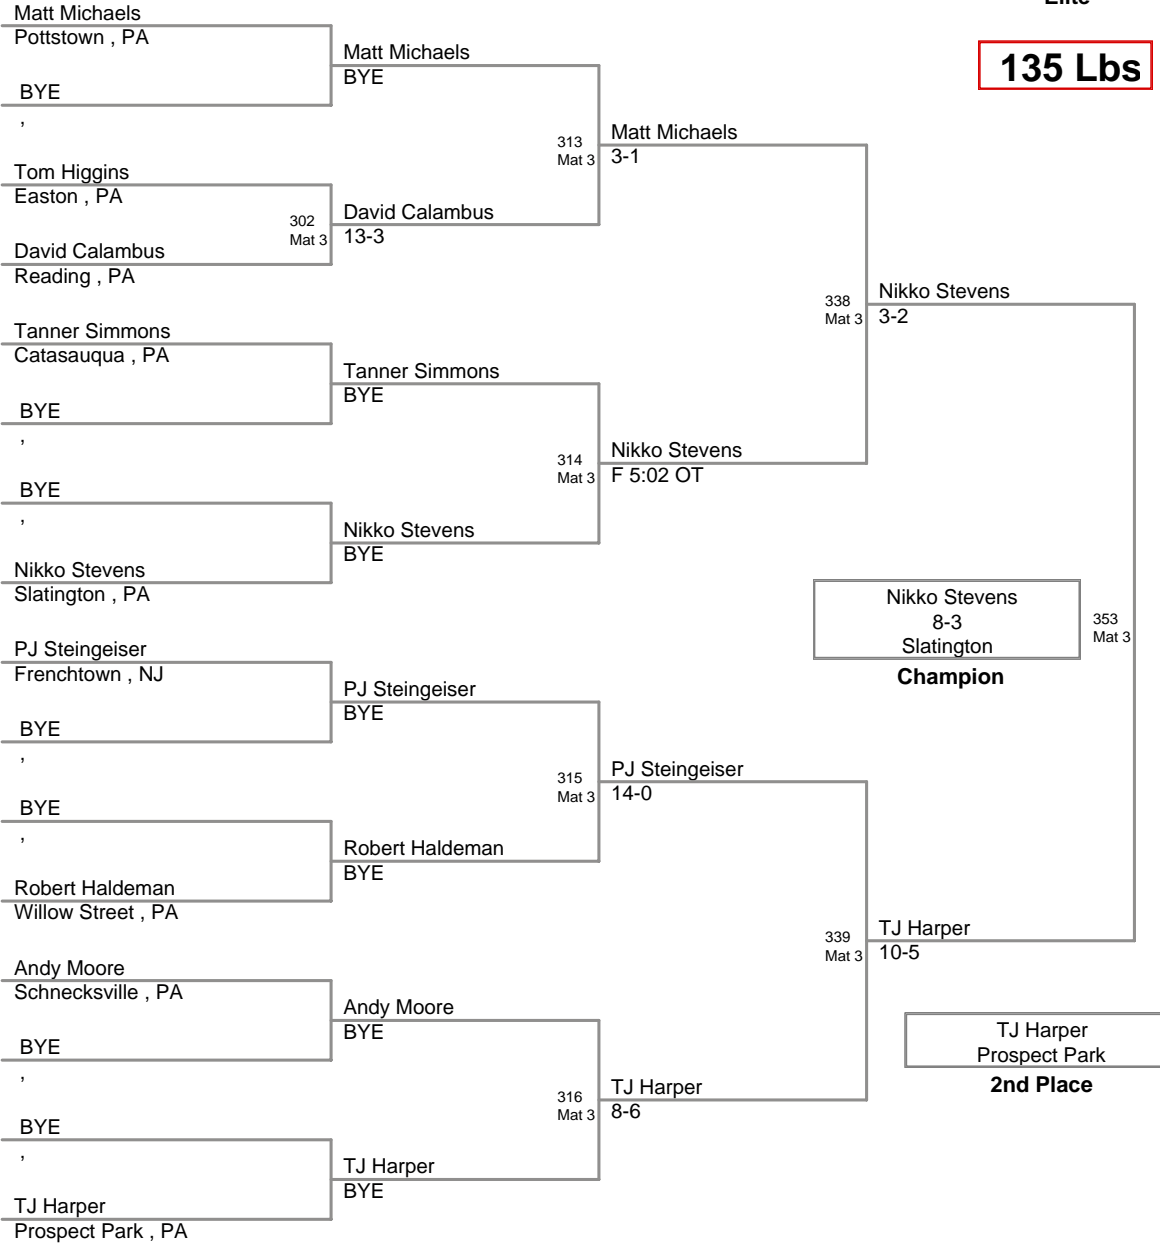 Elite
135 Lbs
Matt Michaels
Pottstown , PA
BYE
,
Tom Higgins
Easton , PA
David Calambus
Reading , PA
Tanner Simmons
Catasauqua , PA
BYE
,
BYE
,
Nikko Stevens
Slatington , PA
PJ Steingeiser
Frenchtown , NJ
BYE
,
BYE
,
Robert Haldeman
Willow Street , PA
Andy Moore
Schnecksville , PA
BYE
,
BYE
,
TJ Harper
Prospect Park , PA
Matt Michaels
BYE
302
Mat 3
David Calambus
13-3
Tanner Simmons
BYE
Nikko Stevens
BYE
PJ Steingeiser
BYE
Robert Haldeman
BYE
Andy Moore
BYE
TJ Harper
BYE
313
Mat 3
Matt Michaels
3-1
314
Mat 3
Nikko Stevens
F 5:02 OT
315
Mat 3
PJ Steingeiser
14-0
316
Mat 3
TJ Harper
8-6
338
Mat 3
Nikko Stevens
3-2
339
Mat 3
TJ Harper
10-5
353
Mat 3
Nikko Stevens
8-3
Slatington
Champion
TJ Harper
Prospect Park
2nd Place